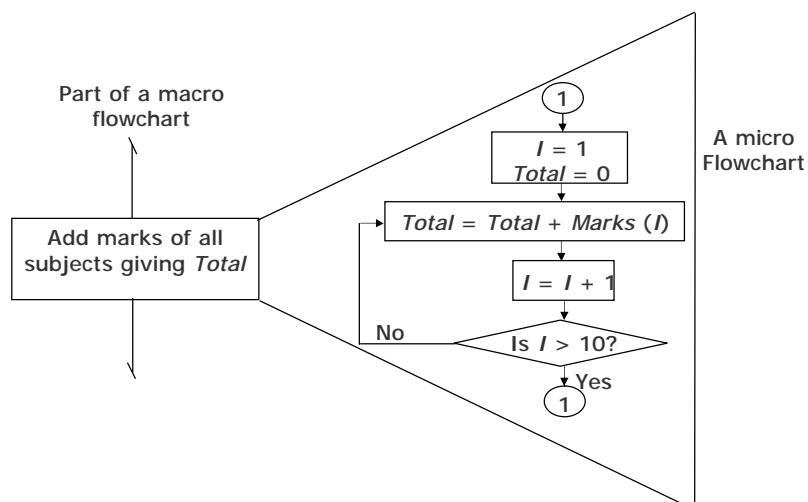 Part of a macro
flowchart
Add marks of all
subjects giving Total
1
I = 1
Total = 0
Total = Total + Marks (I)
I = I + 1
Is I > 10?
No
Yes
1
A micro
Flowchart